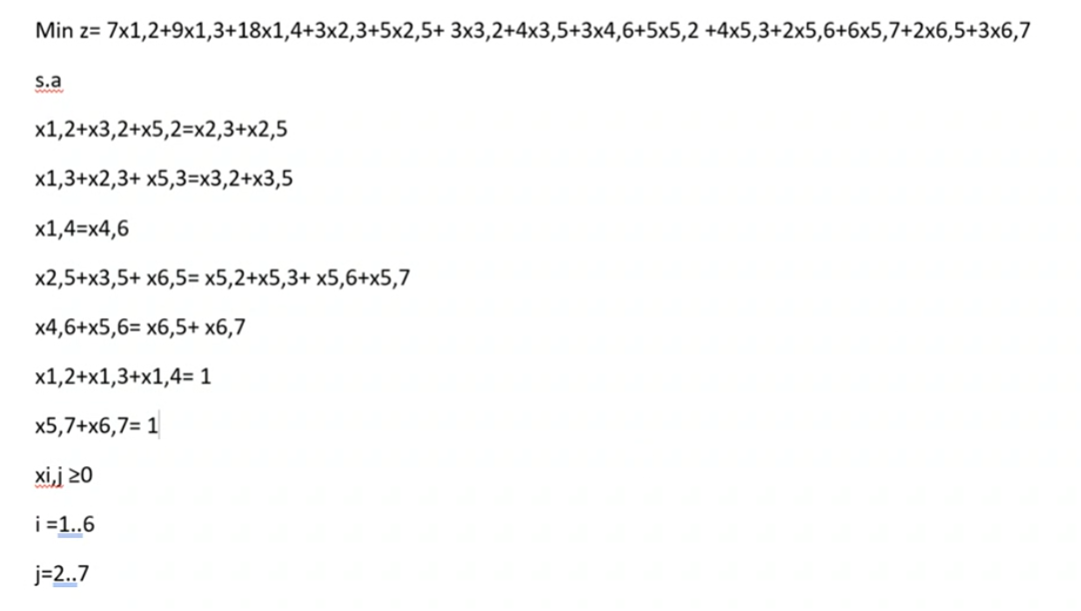 Min z= 7x1,2+9x1,3+18x1,4+3x2,3+5x2,5+ 3x3,2+4x3,5+3x4,6+5x5,2 +4x5,3+2x5,6+6x5,7+2x6,5+3x6,7
s.a
x1,2+x3,2+x5,2=x2,3+x2,5
x1,3+x2,3+ x5,3=x3,2+x3,5
x1,4=x4,6
x2,5+x3,5+ x6,5= x5,2+x5,3+ x5,6+x5,7
x4,6+x5,6= x6,5+ x6,7
x1,2+x1,3+x1,4= 1
x5,7+x6,7= 1
xi,j ≥0
i =1..6
j=2..7